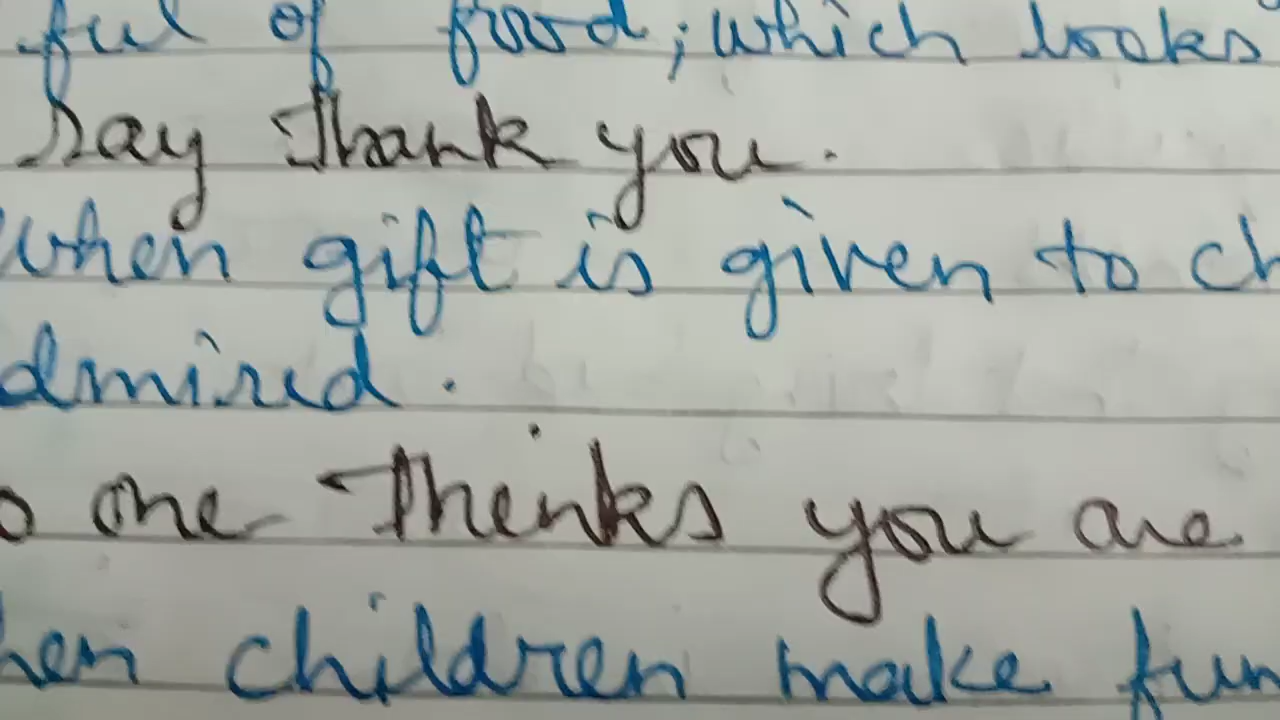 ful of food; which looks
Say Thank you.
when gift is given to ch
dmired.
o one Thinks you are
hen children make fun